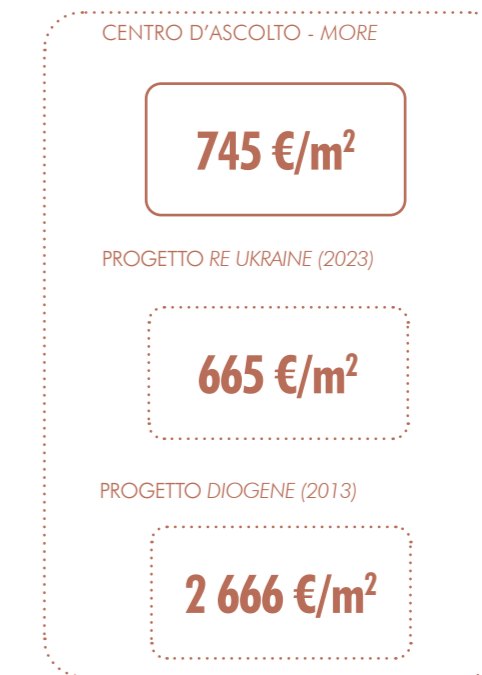 CENTRO D’ASCOLTO - MORE
745 €/m²
PROGETTO RE UKRAINE (2023)
665 €/m²
PROGETTO DIOGENE (2013)
2 666 €/m²